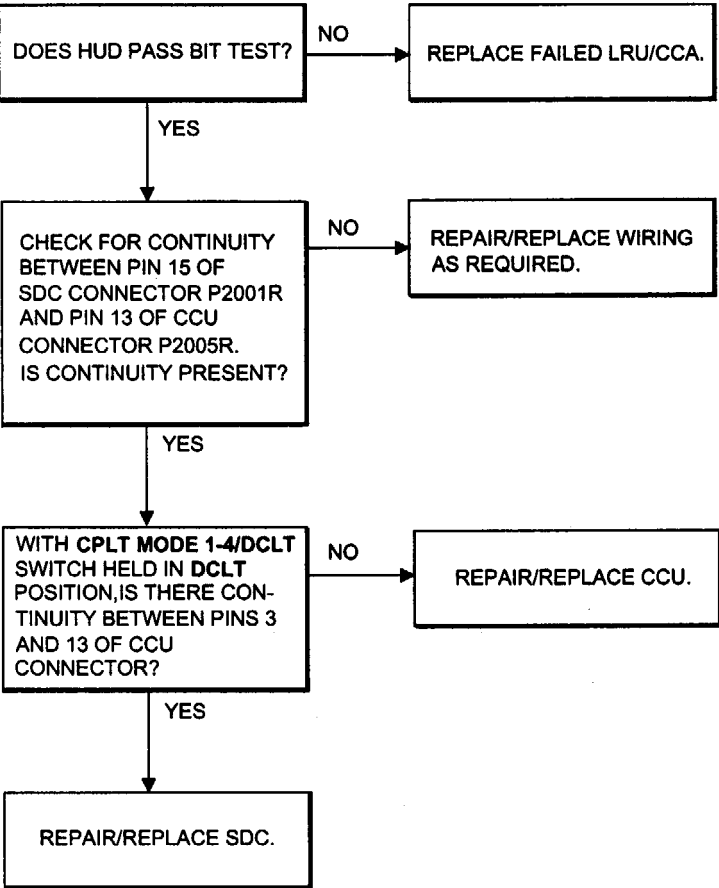 DOES HUD PASS BIT TEST?
NO
REPLACE FAILED LRU/CCA.
YES
CHECK FOR CONTINUITY
BETWEEN PIN 15 OF
SDC CONNECTOR P2001R
AND PIN 13 OF CCU
CONNECTOR P2005R.
IS CONTINUITY PRESENT?
NO
REPAIR/REPLACE WIRING
AS REQUIRED.
YES
WITH CPLT MODE 1-4/DCLT
SWITCH HELD IN DCLT
POSITION,IS THERE CON-
TINUITY BETWEEN PINS 3
AND 13 OF CCU
CONNECTOR?
NO
REPAIR/REPLACE CCU.
YES
REPAIR/REPLACE SDC.